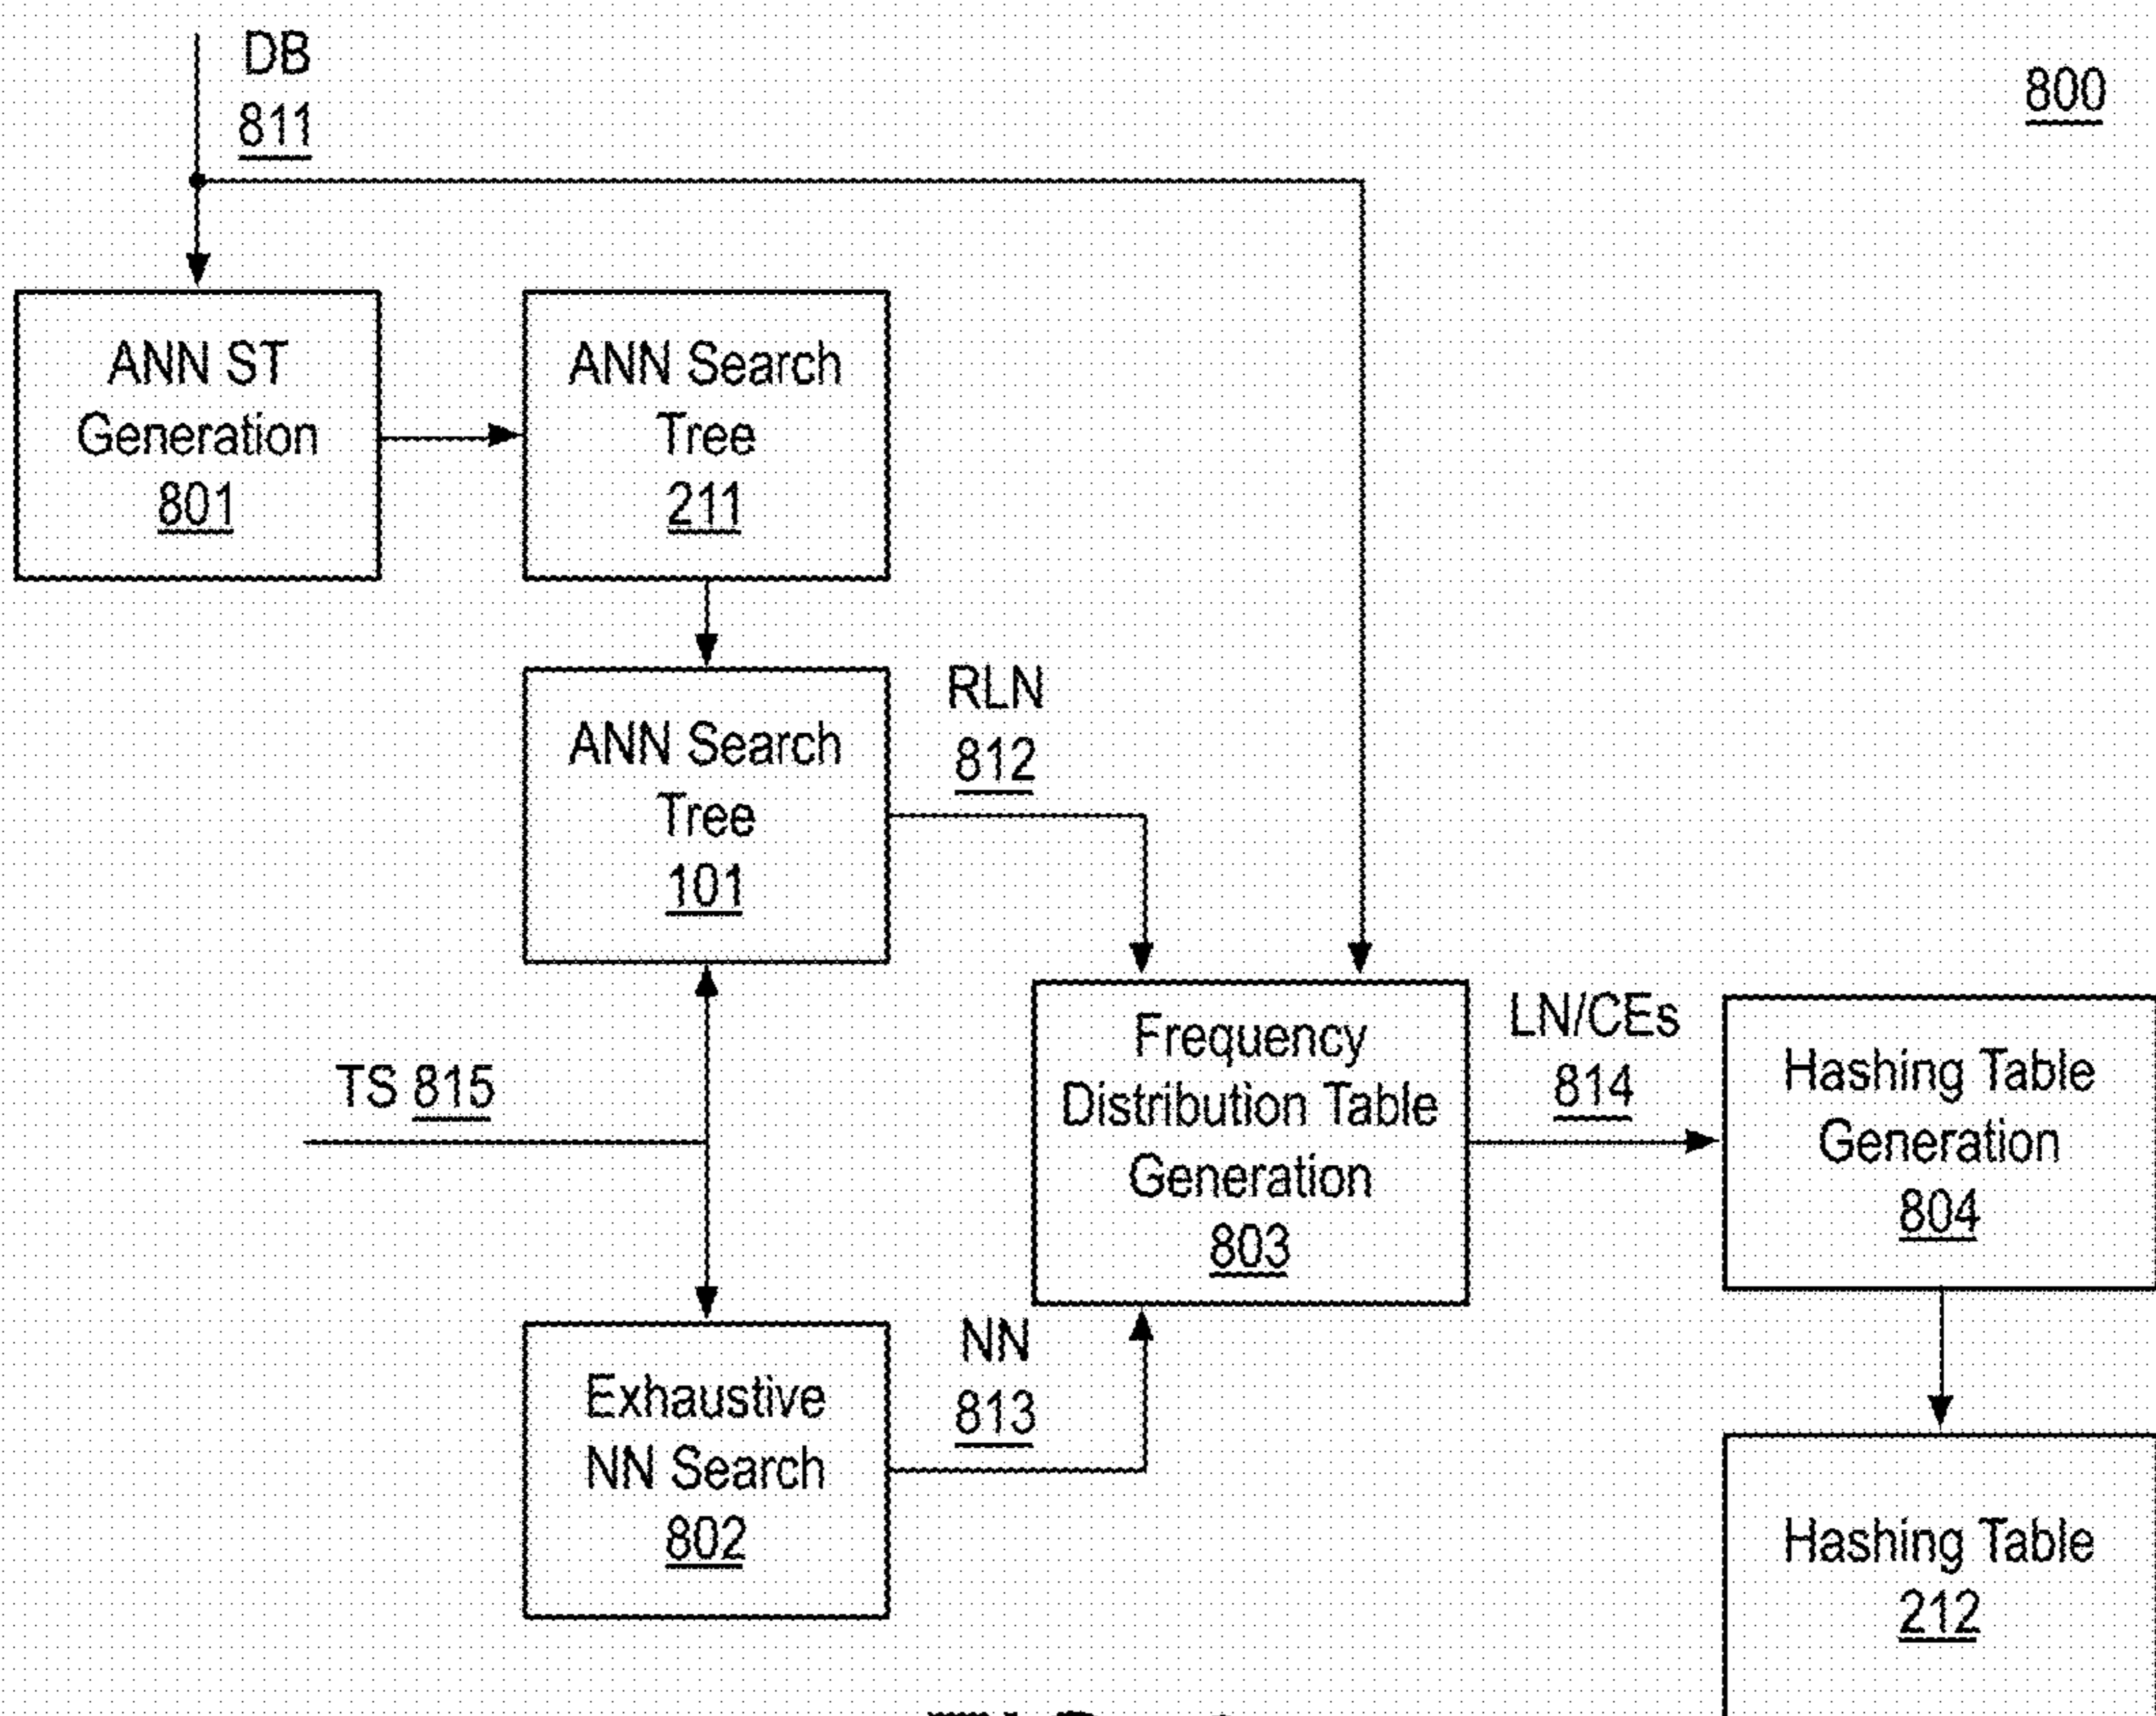 DB
811
800
ANN ST
Generation
801
ANN Search
Tree
211
ANN Search
Tree
101
RLN
812
TS 815
Frequency
Distribution Table
Generation
803
LN/CEs
814
Hashing Table
Generation
804
Exhaustive
NN Search
802
NN
813
Hashing Table
212